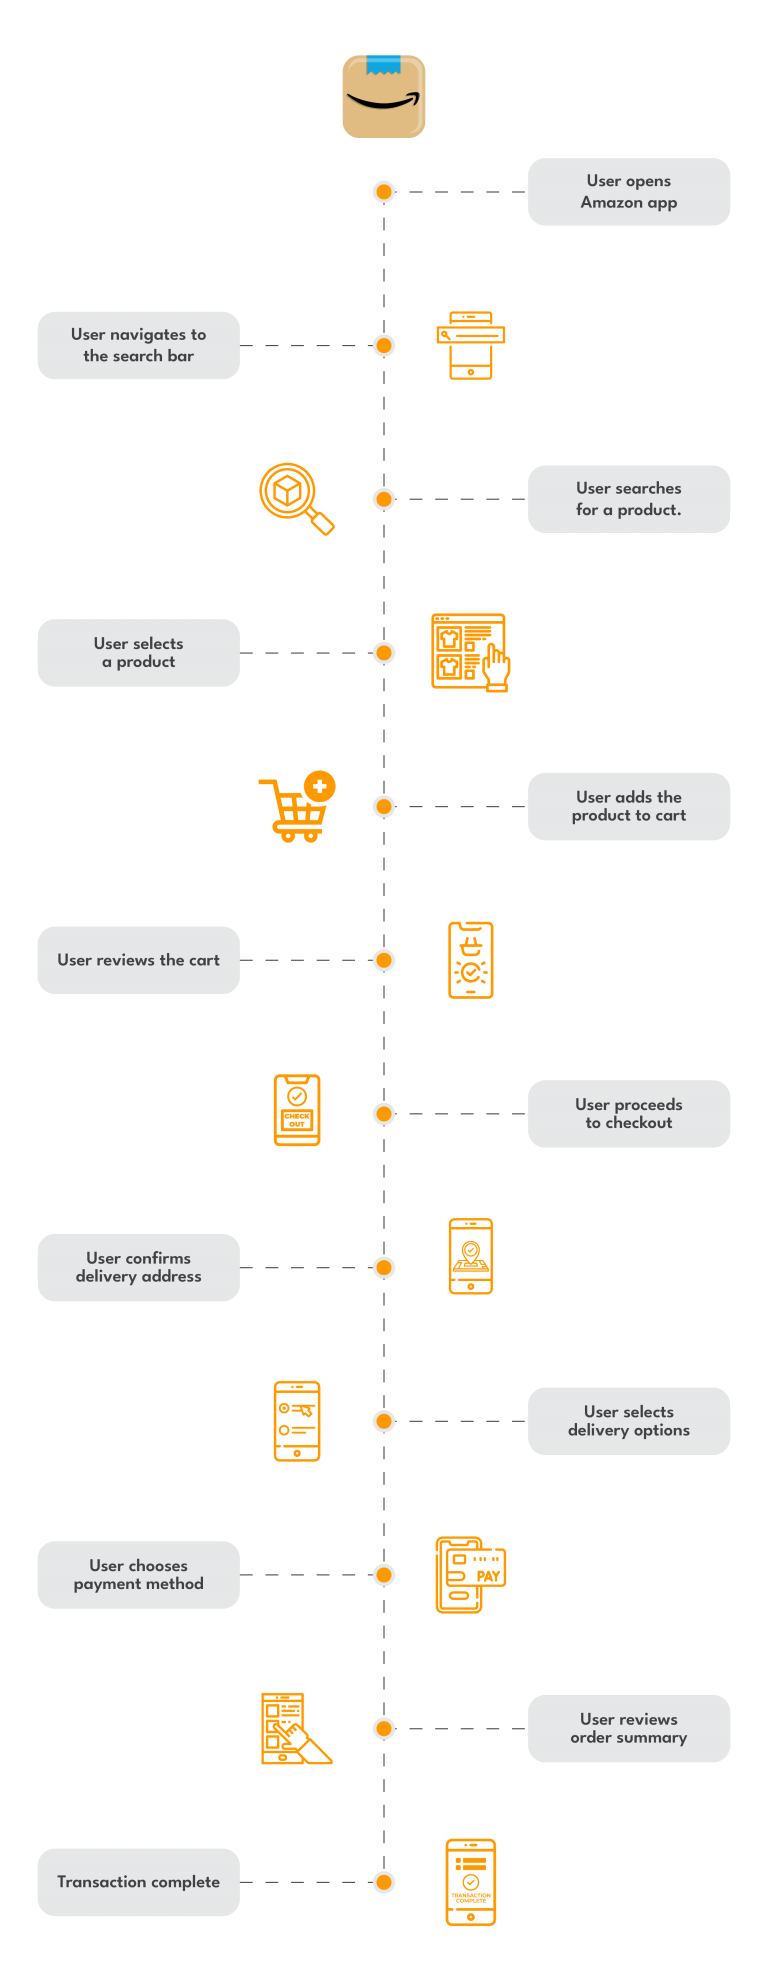 User opens
Amazon app
User navigates to
the search bar
User searches
for a product.
User selects
a product
User adds the
product to cart
User reviews the cart
CHECK
OUT
User proceeds
to checkout
User confirms
delivery address
User selects
delivery options
User chooses
payment method
PAY
User reviews
order summary
Transaction complete
TRANSACTION
COMPLETE